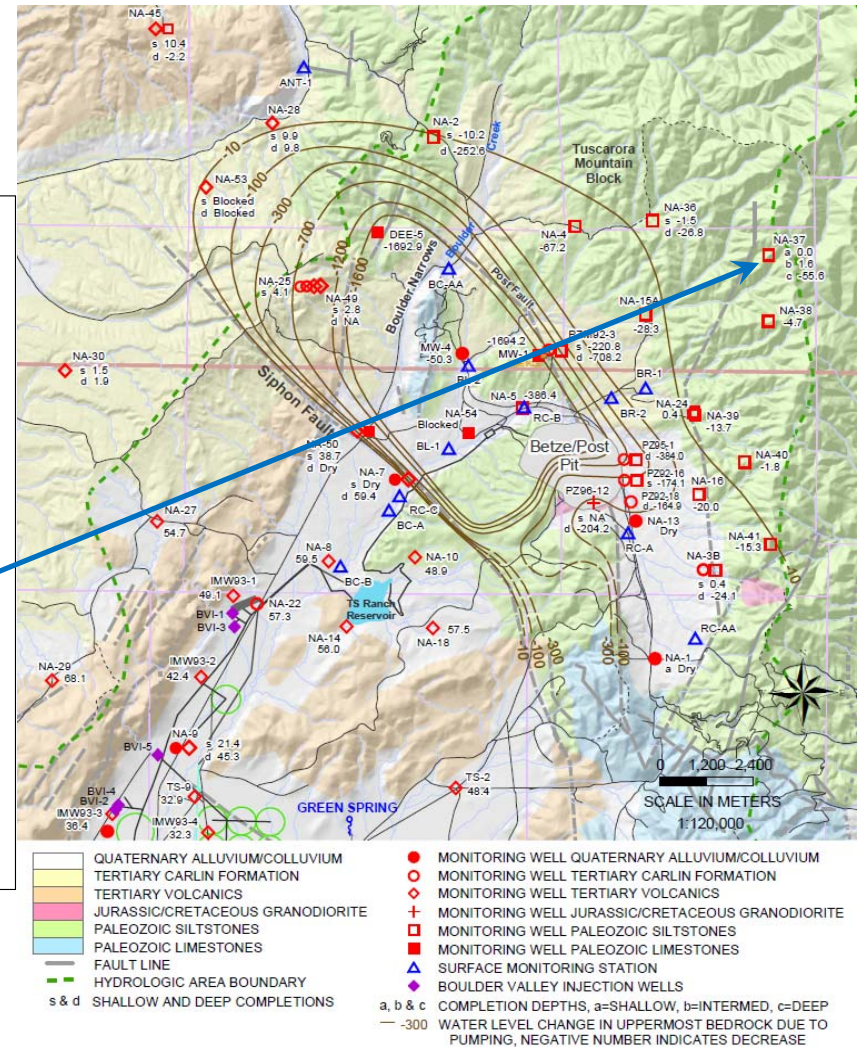 NA-45
s 10.4
d -2.2
ANT-1
NA-28
s 9.9
d 9.8
NA-2
s -10.2
d -252.6
Creek
Tuscarora
Mountain
Block
-10
-100
-300
-700
-1200
-1600
NA-53
s Blocked
d Blocked
NA-36
s -1.5
d -26.8
DEE-5
-1692.9
Boulder
NA-4
-67.2
NA-37
a 0.0
b 1.6
c -55.6
BC-AA
Post Fault
Boulder Narrows
NA-25
s 4.1
NA-49
s 2.8
d NA
NA-15A
-28.3
NA-38
-4.7
-1694.2
MW-1
PZ92-3
s -220.8
d -708.2
MW-4
-50.3
NA-30
s 1.5
d 1.9
Siphon Fault
BR-1
BR-2
NA-5
-386.4
RC-B
NA-24
0.4
NA-39
-13.7
NA-54
Blocked
NA-50
s 38.7
d Dry
BL-1
Betze/Post
Pit
PZ95-1
d -384.0
NA-40
-1.8
NA-7
s Dry
d 59.4
PZ92-16
s -174.1
NA-16
-20.0
RC-C
BC-A
PZ96-12
s NA
d -204.2
PZ92-18
d -164.9
NA-13
Dry
NA-27
54.7
RC-A
NA-41
-15.3
NA-8
59.5
NA-10
48.9
BC-B
NA-3B
s 0.4
d -24.1
-10
IMW93-1
49.1
NA-22
57.3
BVI-1
BVI-3
TS Ranch
Reservoir
NA-14
56.0
57.5
NA-18
RC-AA
-10
-100
-300
-300
-100
NA-1
a Dry
NA-29
68.1
IMW93-2
42.4
NA-9
s 21.4
d 45.3
BVI-5
0 1,200 2,400
SCALE IN METERS
1:120,000
TS-2
48.4
TS-9
32.9
BVI-4
BVI-2
IMW93-3
36.4
IMW93-4
32.3
GREEN SPRING
QUATERNARY ALLUVIUM/COLLUVIUM
TERTIARY CARLIN FORMATION
TERTIARY VOLCANICS
JURASSIC/CRETACEOUS GRANODIORITE
PALEOZOIC SILTSTONES
PALEOZOIC LIMESTONES
FAULT LINE
HYDROLOGIC AREA BOUNDARY
s & d SHALLOW AND DEEP COMPLETIONS
MONITORING WELL QUATERNARY ALLUVIUM/COLLUVIUM
MONITORING WELL TERTIARY CARLIN FORMATION
MONITORING WELL TERTIARY VOLCANICS
MONITORING WELL JURASSIC/CRETACEOUS GRANODIORITE
MONITORING WELL PALEOZOIC SILTSTONES
MONITORING WELL PALEOZOIC LIMESTONES
SURFACE MONITORING STATION
BOULDER VALLEY INJECTION WELLS
a, b & c COMPLETION DEPTHS, a=SHALLOW, b=INTERMED, c=DEEP
-300 WATER LEVEL CHANGE IN UPPERMOST BEDROCK DUE TO
PUMPING, NEGATIVE NUMBER INDICATES DECREASE